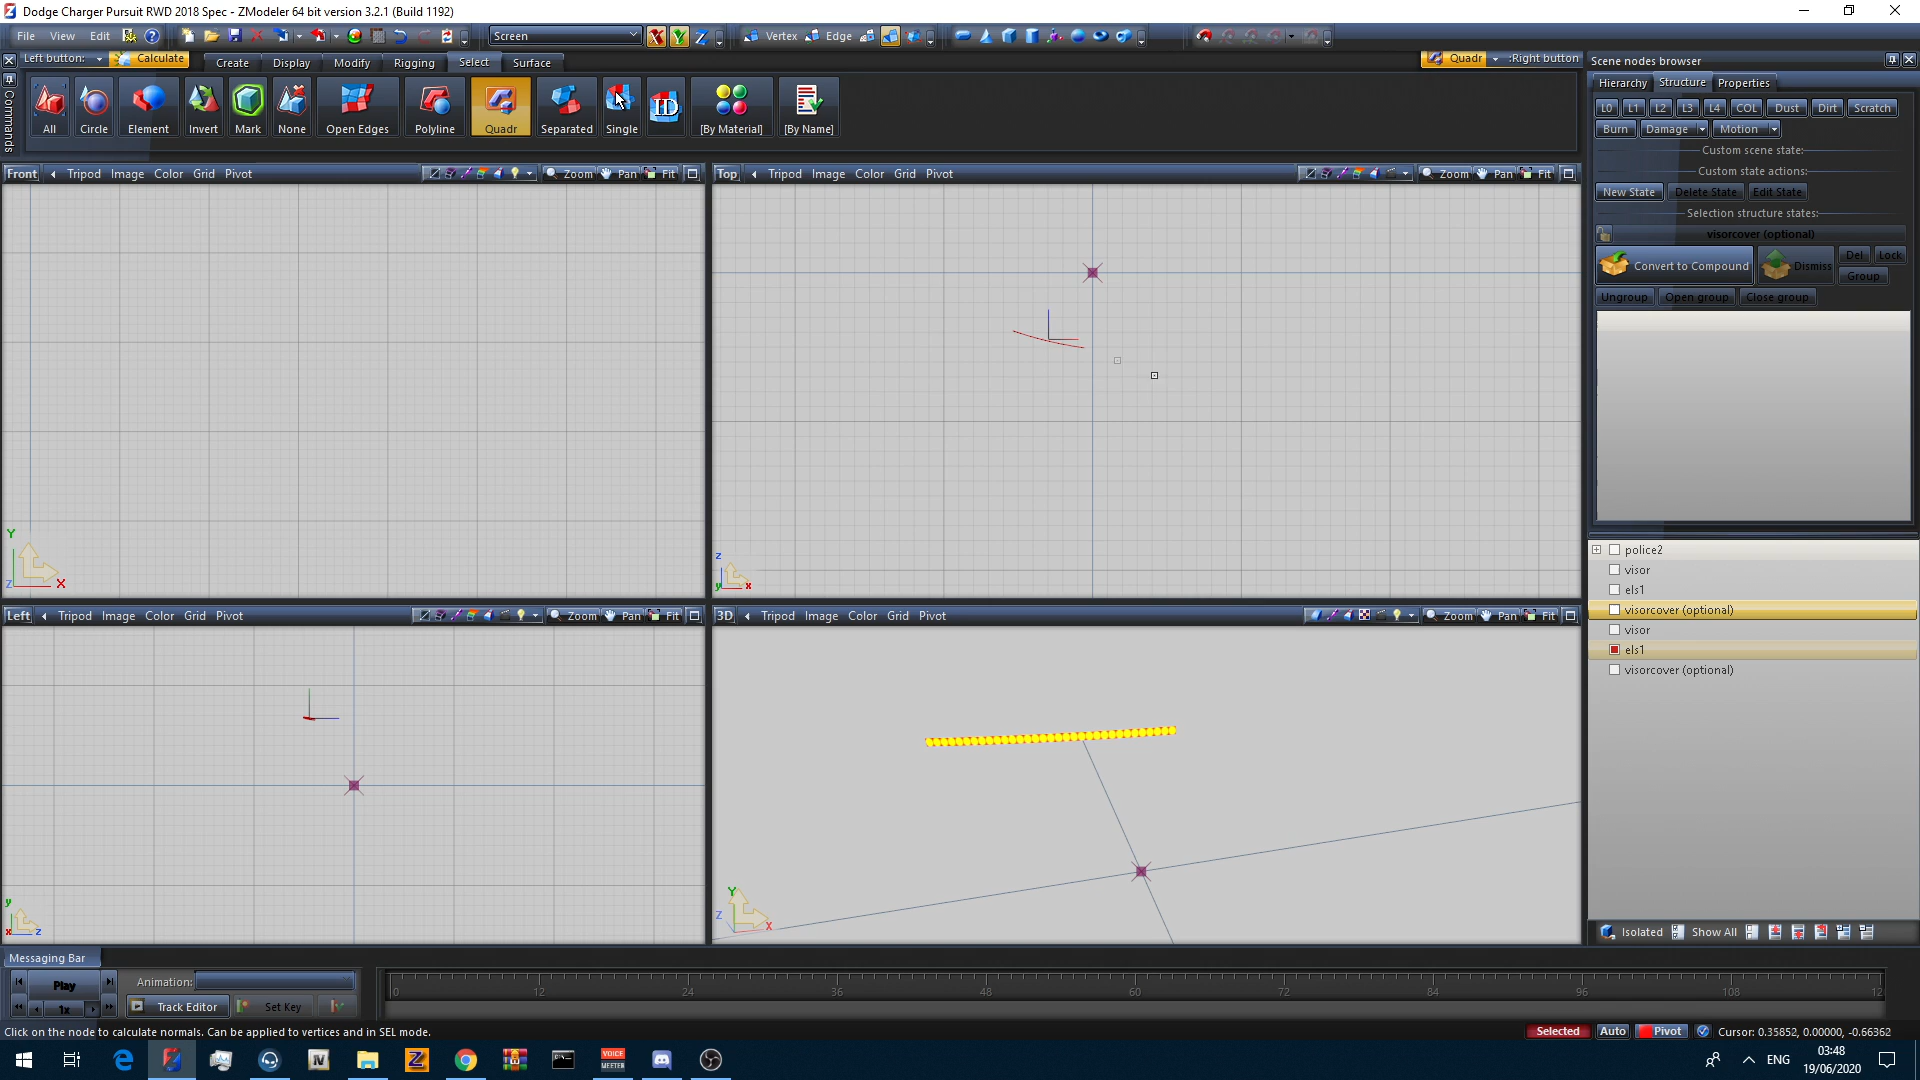 Dodge Charger Pursuit RWD 2018 Spec - ZModeler 64 bit version 3.2.1 (Build 1192)
File View Edit Screen X Y Z Vertex Edge
Left button: Calculate Create Display Modify Rigging Select Surface Quadr :Right button Scene nodes browser
Commands
All Circle Element Invert Mark None Open Edges Polyline Quadr Separated Single ID [By Material] [By Name]
Hierarchy Structure Properties
L0 L1 L2 L3 L4 COL Dust Dirt Scratch
Burn Damage Motion
Custom scene state:
Custom state actions:
New State Delete State Edit State
Selection structure states:
visorcover (optional)
Convert to Compound Dismiss Del Lock
Group
Ungroup Open group Close group
Front Tripod Image Color Grid Pivot Zoom Pan Fit
Top Tripod Image Color Grid Pivot Zoom Pan Fit
Y
Z X
z
y x
Left Tripod Image Color Grid Pivot Zoom Pan Fit
3D Tripod Image Color Grid Pivot Zoom Pan Fit
y
x z
Y
Z X
police2
visor
els1
visorcover (optional)
visor
els1
visorcover (optional)
Isolated Show All
Messaging Bar
Play Animation:
1x Track Editor Set Key
0 12 24 36 48 60 72 84 96 108 12
Click on the node to calculate normals. Can be applied to vertices and in SEL mode.
Selected Auto Pivot Cursor: 0.35852, 0.00000, -0.66362
VOICE MEETER
ENG
03:48
19/06/2020